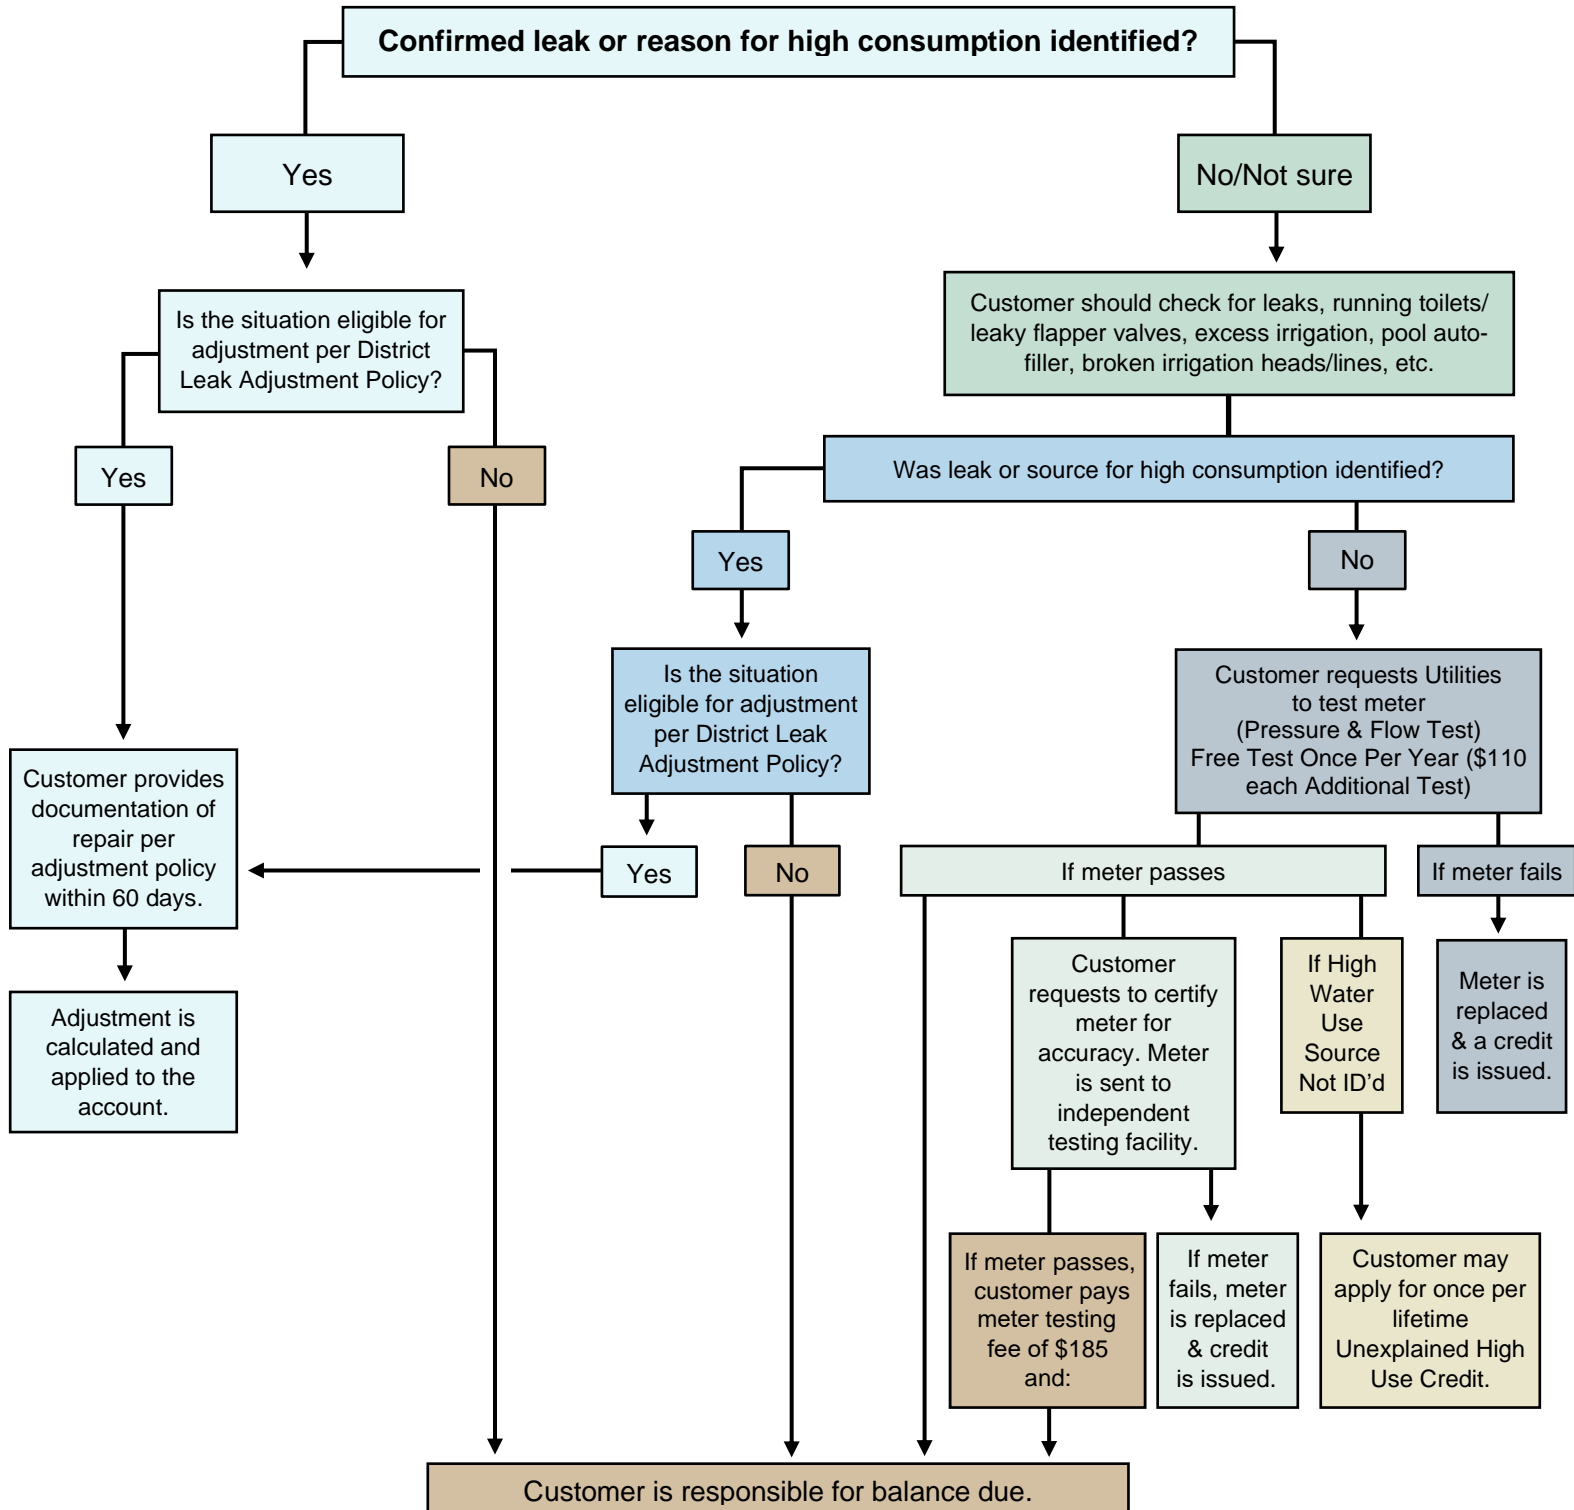 Confirmed leak or reason for high consumption identified?
Yes
No/Not sure
Is the situation eligible for
adjustment per District
Leak Adjustment Policy?
Yes
No
Customer should check for leaks, running toilets/
leaky flapper valves, excess irrigation, pool auto-
filler, broken irrigation heads/lines, etc.
Was leak or source for high consumption identified?
Yes
No
Is the situation
eligible for adjustment
per District Leak
Adjustment Policy?
Yes
No
Customer requests Utilities
to test meter
(Pressure & Flow Test)
Free Test Once Per Year ($110
each Additional Test)
Customer provides
documentation of
repair per
adjustment policy
within 60 days.
Adjustment is
calculated and
applied to the
account.
If meter passes
If meter fails
Customer
requests to certify
meter for
accuracy. Meter
is sent to
independent
testing facility.
If High
Water
Use
Source
Not ID’d
Meter is
replaced
& a credit
is issued.
If meter passes,
customer pays
meter testing
fee of $185
and:
If meter
fails, meter
is replaced
& credit
is issued.
Customer may
apply for once per
lifetime
Unexplained High
Use Credit.
Customer is responsible for balance due.